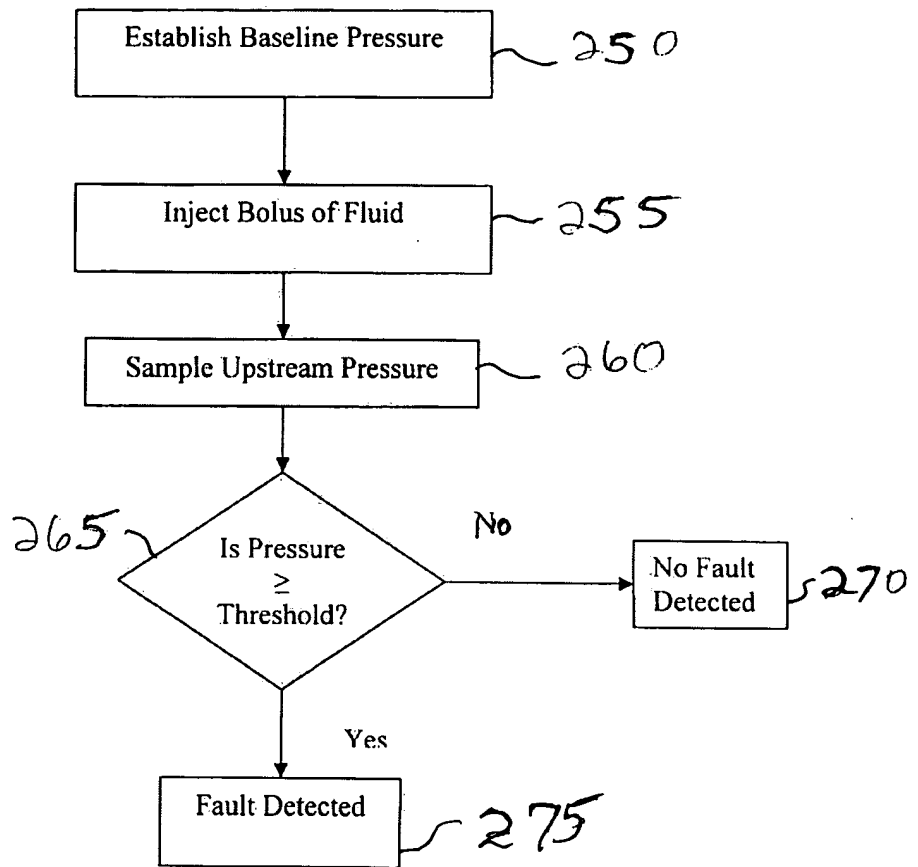 Establish Baseline Pressure
250
Inject Bolus of Fluid
255
Sample Upstream Pressure
260
265
Is Pressure
≥
Threshold?
No
No Fault
Detected
270
Yes
Fault Detected
275